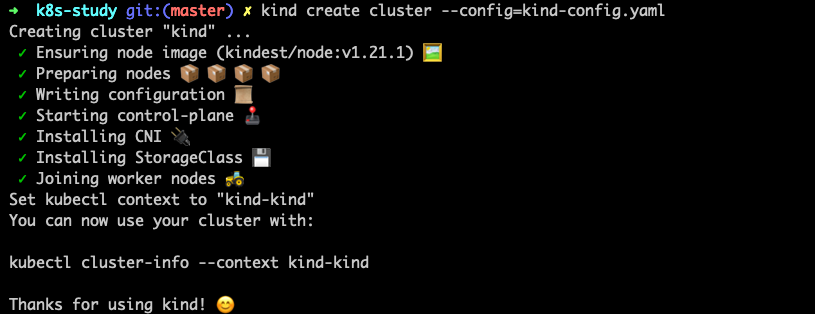 ➜ k8s-study git:(master) ✗ kind create cluster --config=kind-config.yaml
Creating cluster "kind" ...
✓ Ensuring node image (kindest/node:v1.21.1) 🖼
✓ Preparing nodes 📦 📦 📦 📦
✓ Writing configuration 📜
✓ Starting control-plane 🕹️
✓ Installing CNI 🔌
✓ Installing StorageClass 💾
✓ Joining worker nodes 🚜
Set kubectl context to "kind-kind"
You can now use your cluster with:

kubectl cluster-info --context kind-kind

Thanks for using kind! 😊